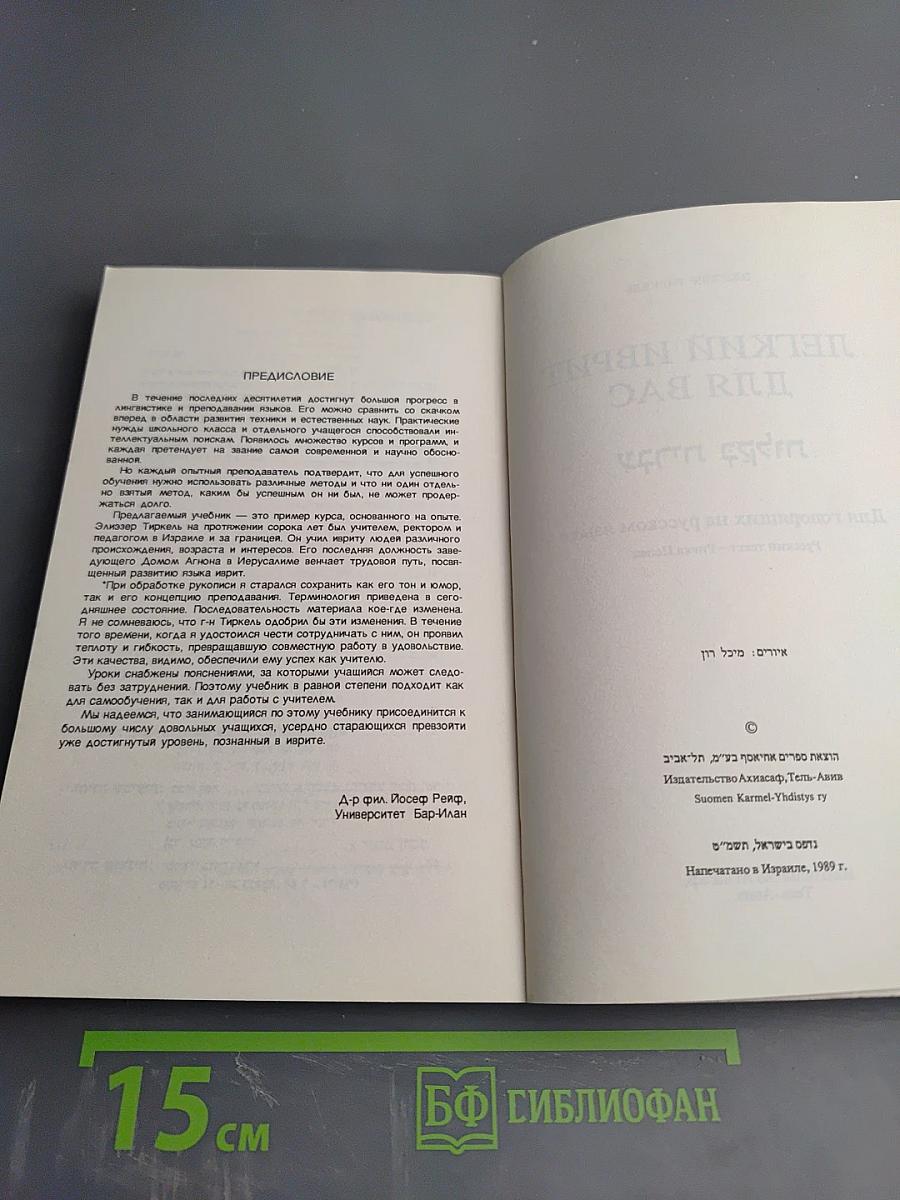 ПРЕДИСЛОВИЕ
В течение последних десятилетий достигнут большой прогресс в
лингвистике и преподавании языков. Его можно сравнить со скачком
вперед в области развития техники и естественных наук. Практические
нужды школьного класса и отдельного учащегося способствовали ин-
теллектуальным поискам. Появилось множество курсов и программ, и
каждая претендует на звание самой современной и научно обосно-
ванной.
Но каждый опытный преподаватель подтвердит, что для успешного
обучения нужно использовать различные методы и что ни один отдель-
но взятый метод, каким бы успешным он ни был, не может продер-
жаться долго.
Предлагаемый учебник — это пример курса, основанного на опыте.
Элиэзер Тиркель на протяжении сорока лет был учителем, ректором и
педагогом в Израиле и за границей. Он учил ивриту людей различного
происхождения, возраста и интересов. Его последняя должность заве-
дующего Домом Агнона в Иерусалиме венчает трудовой путь, посвя-
щенный развитию языка иврит.
"При обработке рукописи я старался сохранить как его тон и юмор,
так и его концепцию преподавания. Терминология приведена в сего-
дняшнее состояние. Последовательность материала кое-где изменена.
Я не сомневаюсь, что г-н Тиркель одобрил бы эти изменения. В течение
того времени, когда я удостоился чести сотрудничать с ним, он проявил
теплоту и гибкость, превращавшую совместную работу в удовольствие.
Эти качества, видимо, обеспечили ему успех как учителю.
Уроки снабжены пояснениями, за которыми учащийся может следо-
вать без затруднений. Поэтому учебник в равной степени подходит как
для самообучения, так и для работы с учителем.
Мы надеемся, что занимающийся по этому учебнику присоединится к
большому числу довольных учащихся, усердно старающихся превзойти
уже достигнутый уровень, познанный в иврите.
Д-р фил. Йосеф Рейф,
Университет Бар-Илан
ЛЕГКИЙ ИВРИТ
ДЛЯ ВАС
עברית בקלות
Для говорящих на русском
איורים: מיכל רון
©
הוצאת ספרים אחיאסף בע״מ, תל־אביב
Издательство Ахиасаф, Тель-Авив
Suomen Karmel-Yhdistys ry
נדפס בישראל, תשמ״ט
Напечатано в Израиле, 1989 г.
15 см
БФ БИБЛИОФАН